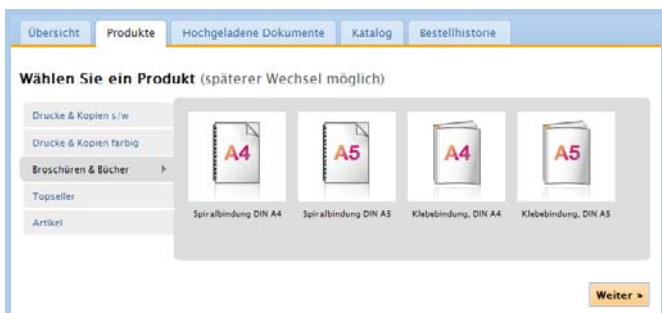 Übersicht Produkte Hochgeladene Dokumente Katalog Bestellhistorie
Wählen Sie ein Produkt (späterer Wechsel möglich)
Drucke & Kopien s/w
Drucke & Kopien farbig
Broschüren & Bücher
Topseller
Artikel
A4 A5 A4 A5
Spiralbindung DIN A4 Spiralbindung DIN A5 Klebebindung, DIN A4 Klebebindung, DIN A5
Weiter »